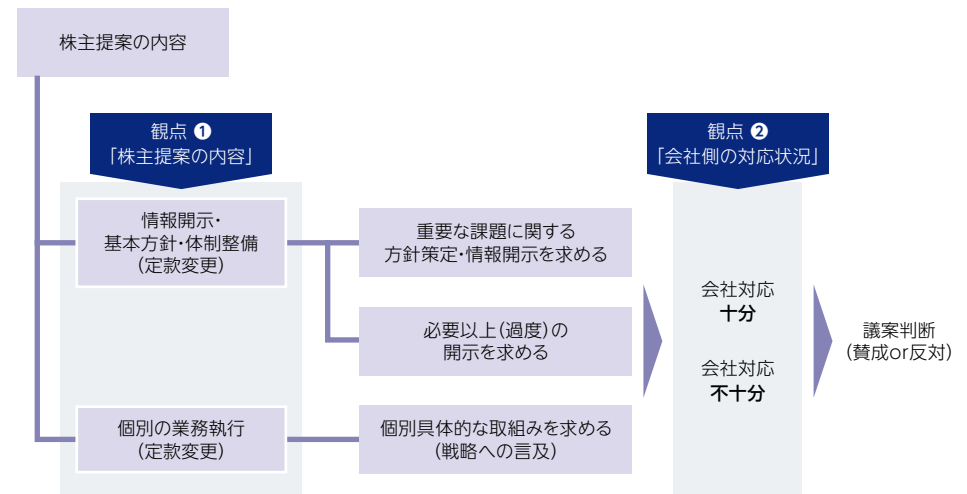 株主提案の内容
観点 ❶
「株主提案の内容」
観点 ❷
「会社側の対応状況」
情報開示・
基本方針・体制整備
(定款変更)
重要な課題に関する
方針策定・情報開示を求める
必要以上(過度)の
開示を求める
個別の業務執行
(定款変更)
個別具体的な取組みを求める
(戦略への言及)
会社対応
十分
会社対応
不十分
議案判断
(賛成or反対)